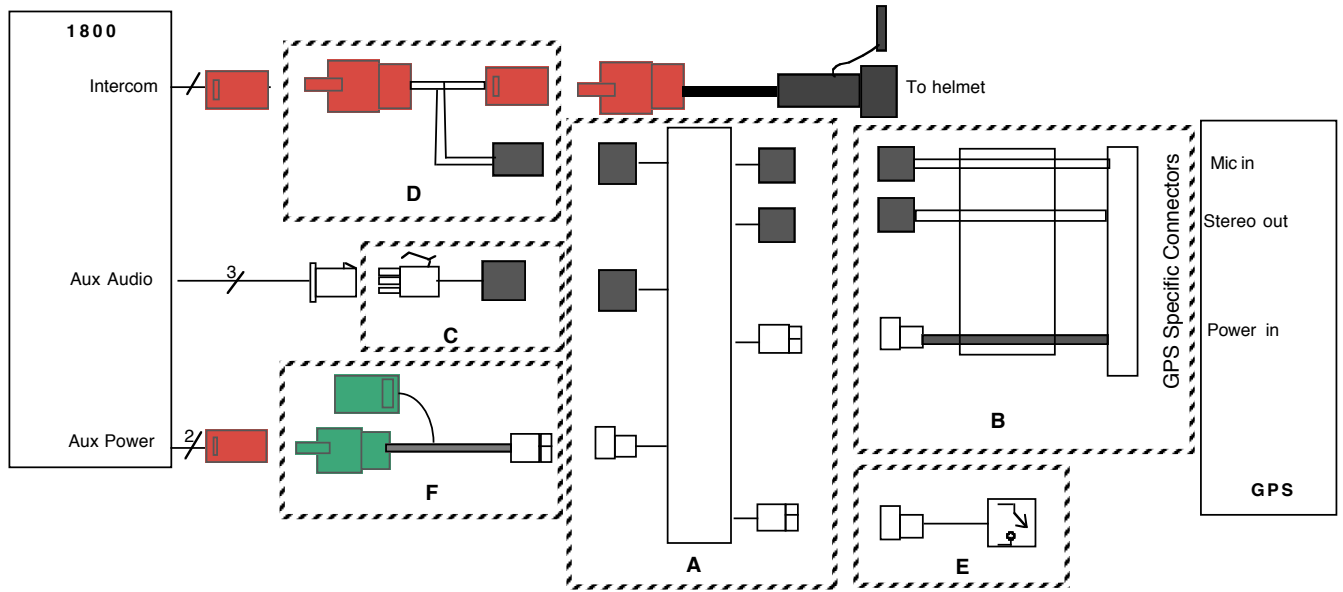 1800
Intercom
To helmet
D
Mic in
Stereo out
GPS Specific Connectors
Aux Audio
3
C
Power in
B
Aux Power
2
F
GPS
A
E